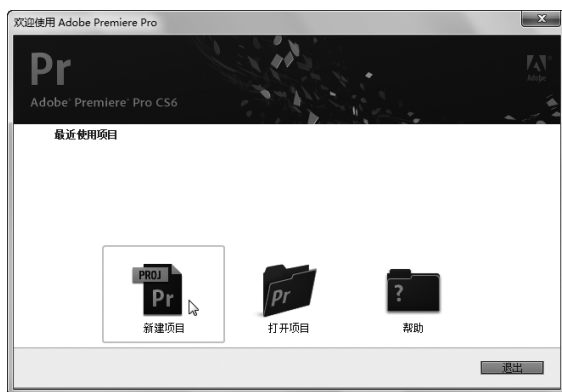 欢迎使用 Adobe Premiere Pro
Pr
Adobe® Premiere® Pro CS6
Adobe
最近使用项目
PROJ
Pr
Pr
?
新建项目
打开项目
帮助
退出